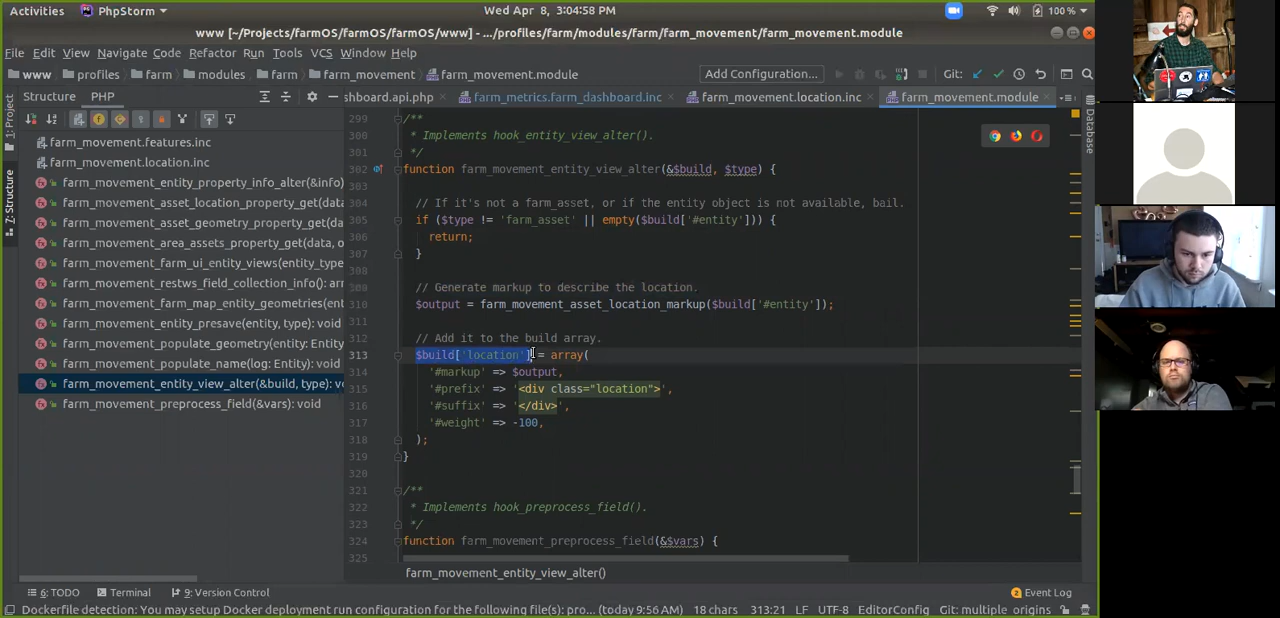 Activities PhpStorm Wed Apr 8, 3:04:58 PM 100 %
www [~/Projects/farmOS/farmOS/www] - .../profiles/farm/modules/farm/farm_movement/farm_movement.module
File Edit View Navigate Code Refactor Run Tools VCS Window Help
www profiles farm modules farm farm_movement farm_movement.module Add Configuration... Git:
Structure PHP shboard.api.php farm_metrics.farm_dashboard.inc farm_movement.location.inc farm_movement.module
1: Project
7: Structure
Database
farm_movement.features.inc
farm_movement.location.inc
farm_movement_entity_property_info_alter(&info)
farm_movement_asset_location_property_get(data
farm_movement_asset_geometry_property_get(dat
farm_movement_area_assets_property_get(data, o
farm_movement_farm_ui_entity_views(entity_type
farm_movement_restws_field_collection_info(): arr
farm_movement_farm_map_entity_geometries(enti
farm_movement_entity_presave(entity, type): void
farm_movement_populate_geometry(entity: Entity
farm_movement_populate_name(log: Entity): void
farm_movement_entity_view_alter(&build, type): vo
farm_movement_preprocess_field(&vars): void
299 /**
300 * Implements hook_entity_view_alter().
301 */
302 function farm_movement_entity_view_alter(&$build, $type) {
303
304 // If it's not a farm_asset, or if the entity object is not available, bail.
305 if ($type != 'farm_asset' || empty($build['#entity'])) {
306 return;
307 }
308
309 // Generate markup to describe the location.
310 $output = farm_movement_asset_location_markup($build['#entity']);
311
312 // Add it to the build array.
313 $build['location'] = array(
314 '#markup' => $output,
315 '#prefix' => '<div class="location">',
316 '#suffix' => '</div>',
317 '#weight' => -100,
318 );
319 }
320
321 /**
322 * Implements hook_preprocess_field().
323 */
324 function farm_movement_preprocess_field(&$vars) {
325
farm_movement_entity_view_alter()
6: TODO Terminal 9: Version Control 2 Event Log
Dockerfile detection: You may setup Docker deployment run configuration for the following file(s): pro... (today 9:56 AM) 18 chars 313:21 LF UTF-8 EditorConfig Git: multiple origins